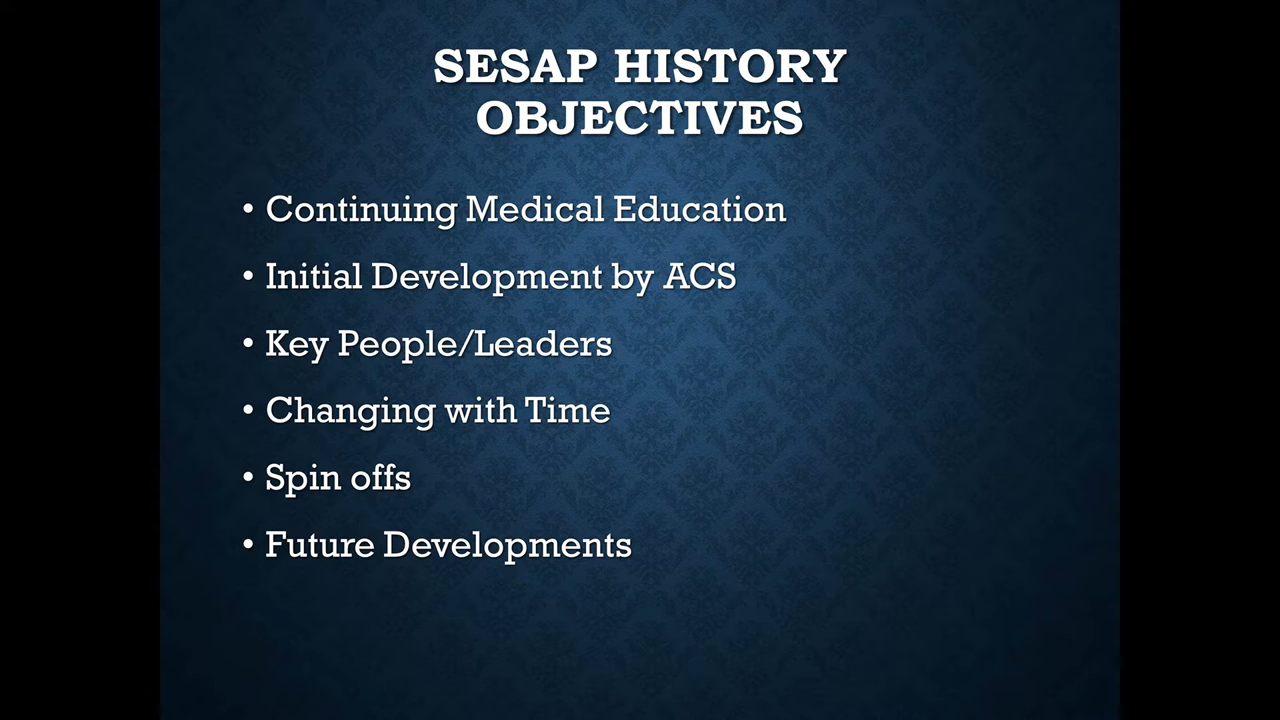 SESAP HISTORY
OBJECTIVES
• Continuing Medical Education
• Initial Development by ACS
• Key People/Leaders
• Changing with Time
• Spin offs
• Future Developments